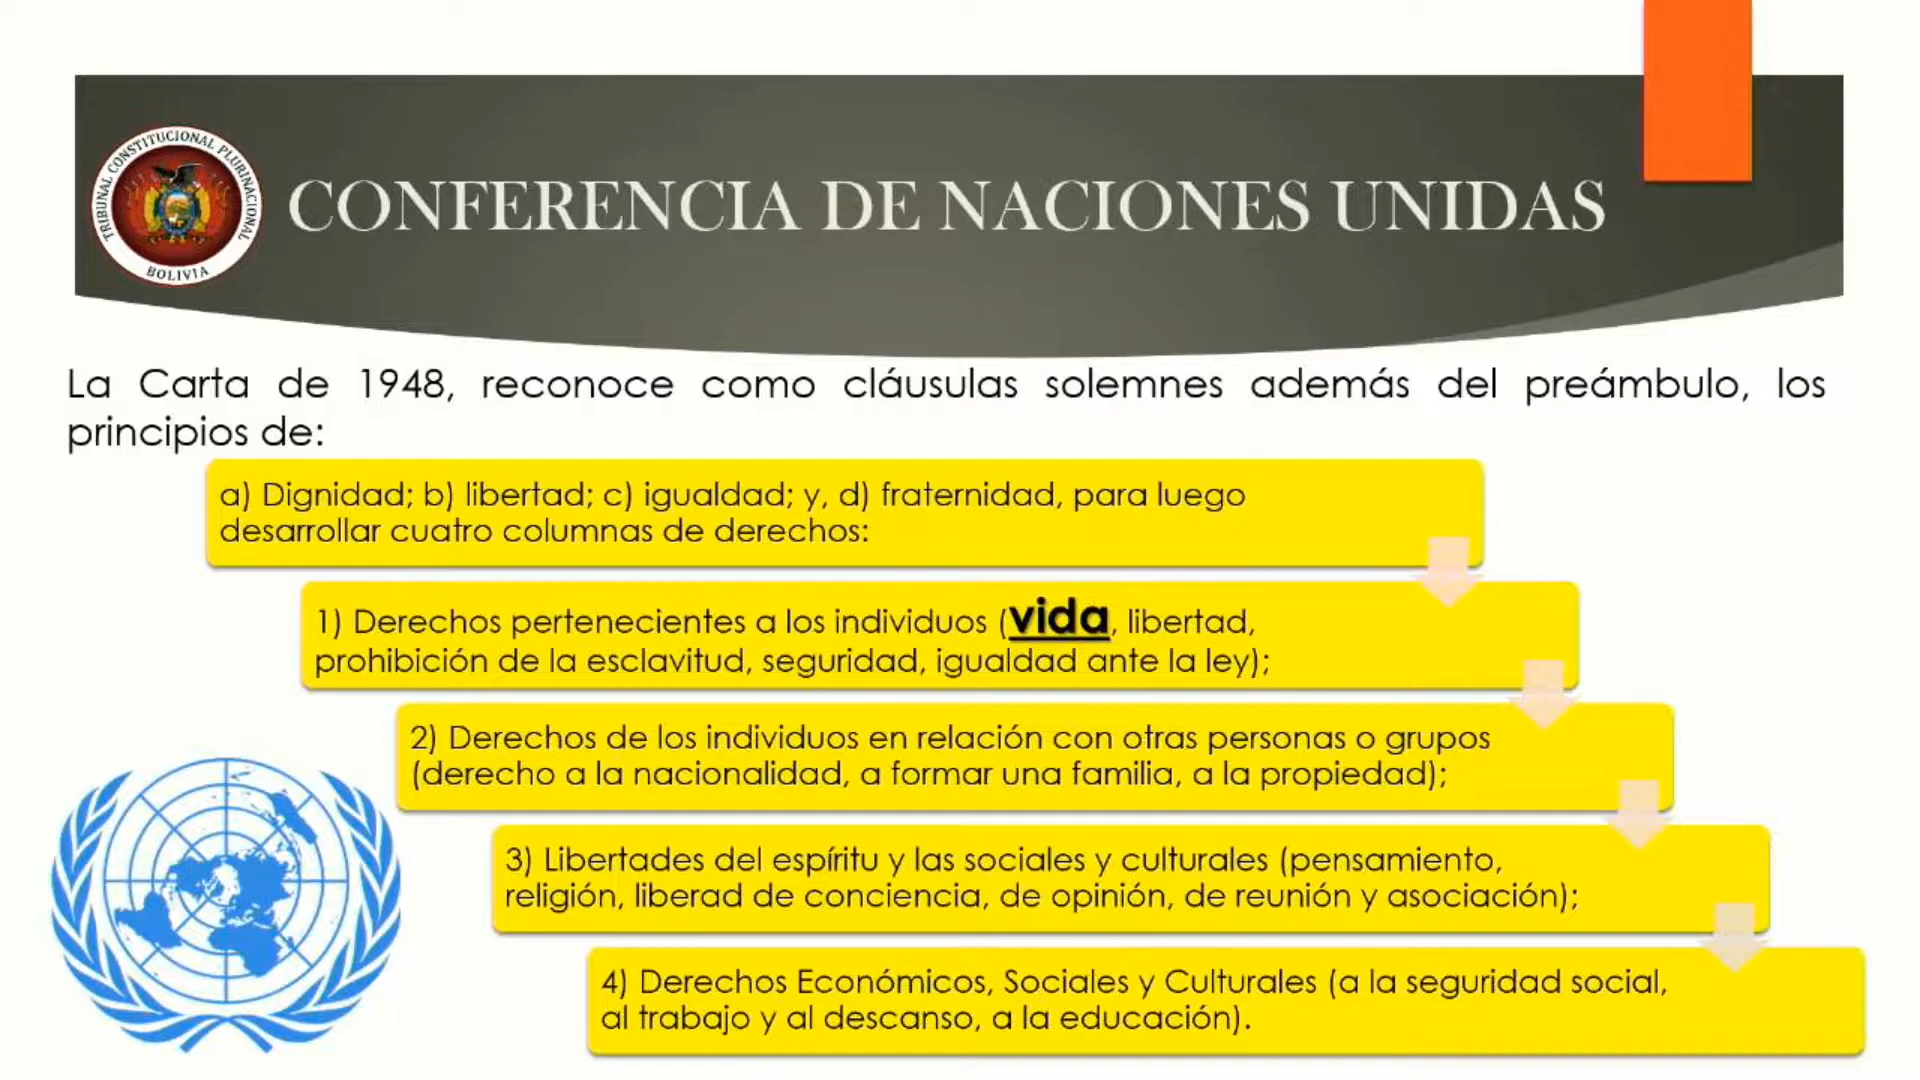 TRIBUNAL CONSTITUCIONAL PLURINACIONAL
BOLIVIA
CONFERENCIA DE NACIONES UNIDAS
La Carta de 1948, reconoce como cláusulas solemnes además del preámbulo, los
principios de:
a) Dignidad; b) libertad; c) igualdad; y, d) fraternidad, para luego
desarrollar cuatro columnas de derechos:
1) Derechos pertenecientes a los individuos (vida, libertad,
prohibición de la esclavitud, seguridad, igualdad ante la ley);
2) Derechos de los individuos en relación con otras personas o grupos
(derecho a la nacionalidad, a formar una familia, a la propiedad);
3) Libertades del espíritu y las sociales y culturales (pensamiento,
religión, liberad de conciencia, de opinión, de reunión y asociación);
4) Derechos Económicos, Sociales y Culturales (a la seguridad social,
al trabajo y al descanso, a la educación).